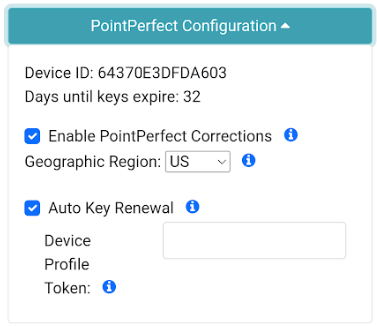 PointPerfect Configuration
Device ID: 64370E3DFDA603
Days until keys expire: 32
Enable PointPerfect Corrections
Geographic Region: US
Auto Key Renewal
Device
Profile
Token: